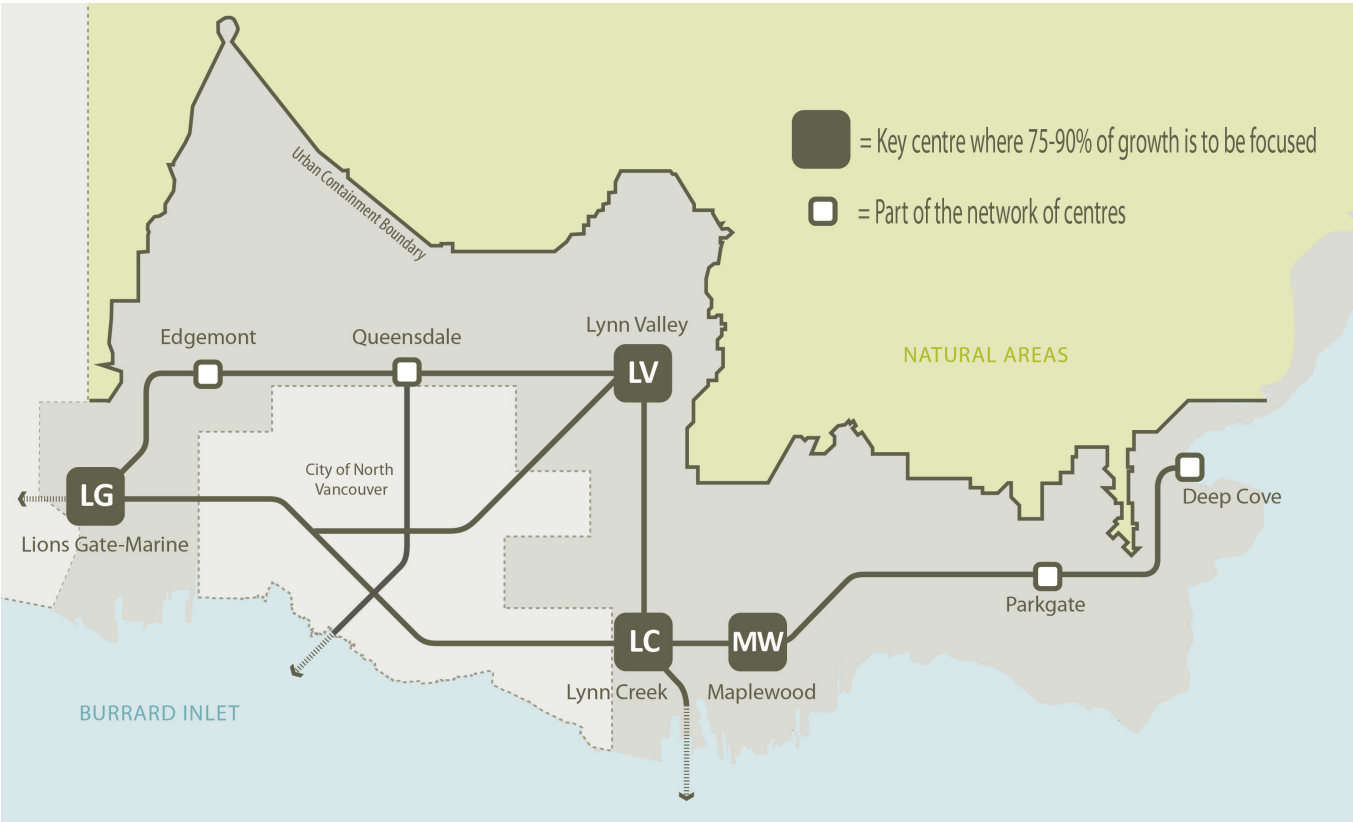 = Key centre where 75-90% of growth is to be focused
= Part of the network of centres
Urban Containment Boundary
Edgemont
Queensdale
Lynn Valley
LV
NATURAL AREAS
City of North
Vancouver
LG
Lions Gate-Marine
Deep Cove
Parkgate
LC
MW
Lynn Creek
Maplewood
BURRARD INLET